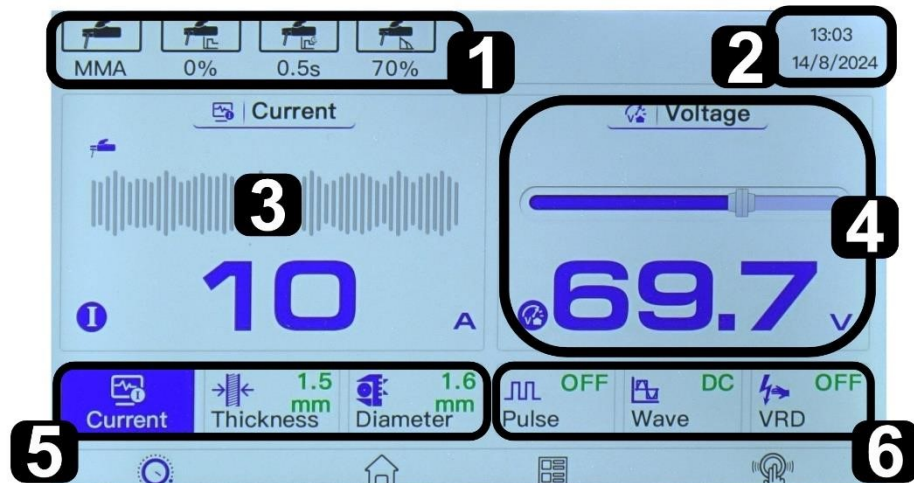 1
2
13:03
14/8/2024
MMA
0%
0.5s
70%
Current
Voltage
3
4
10
A
69.7
V
Current
Thickness
1.5
mm
Diameter
1.6
mm
Pulse
OFF
Wave
DC
VRD
OFF
5
6